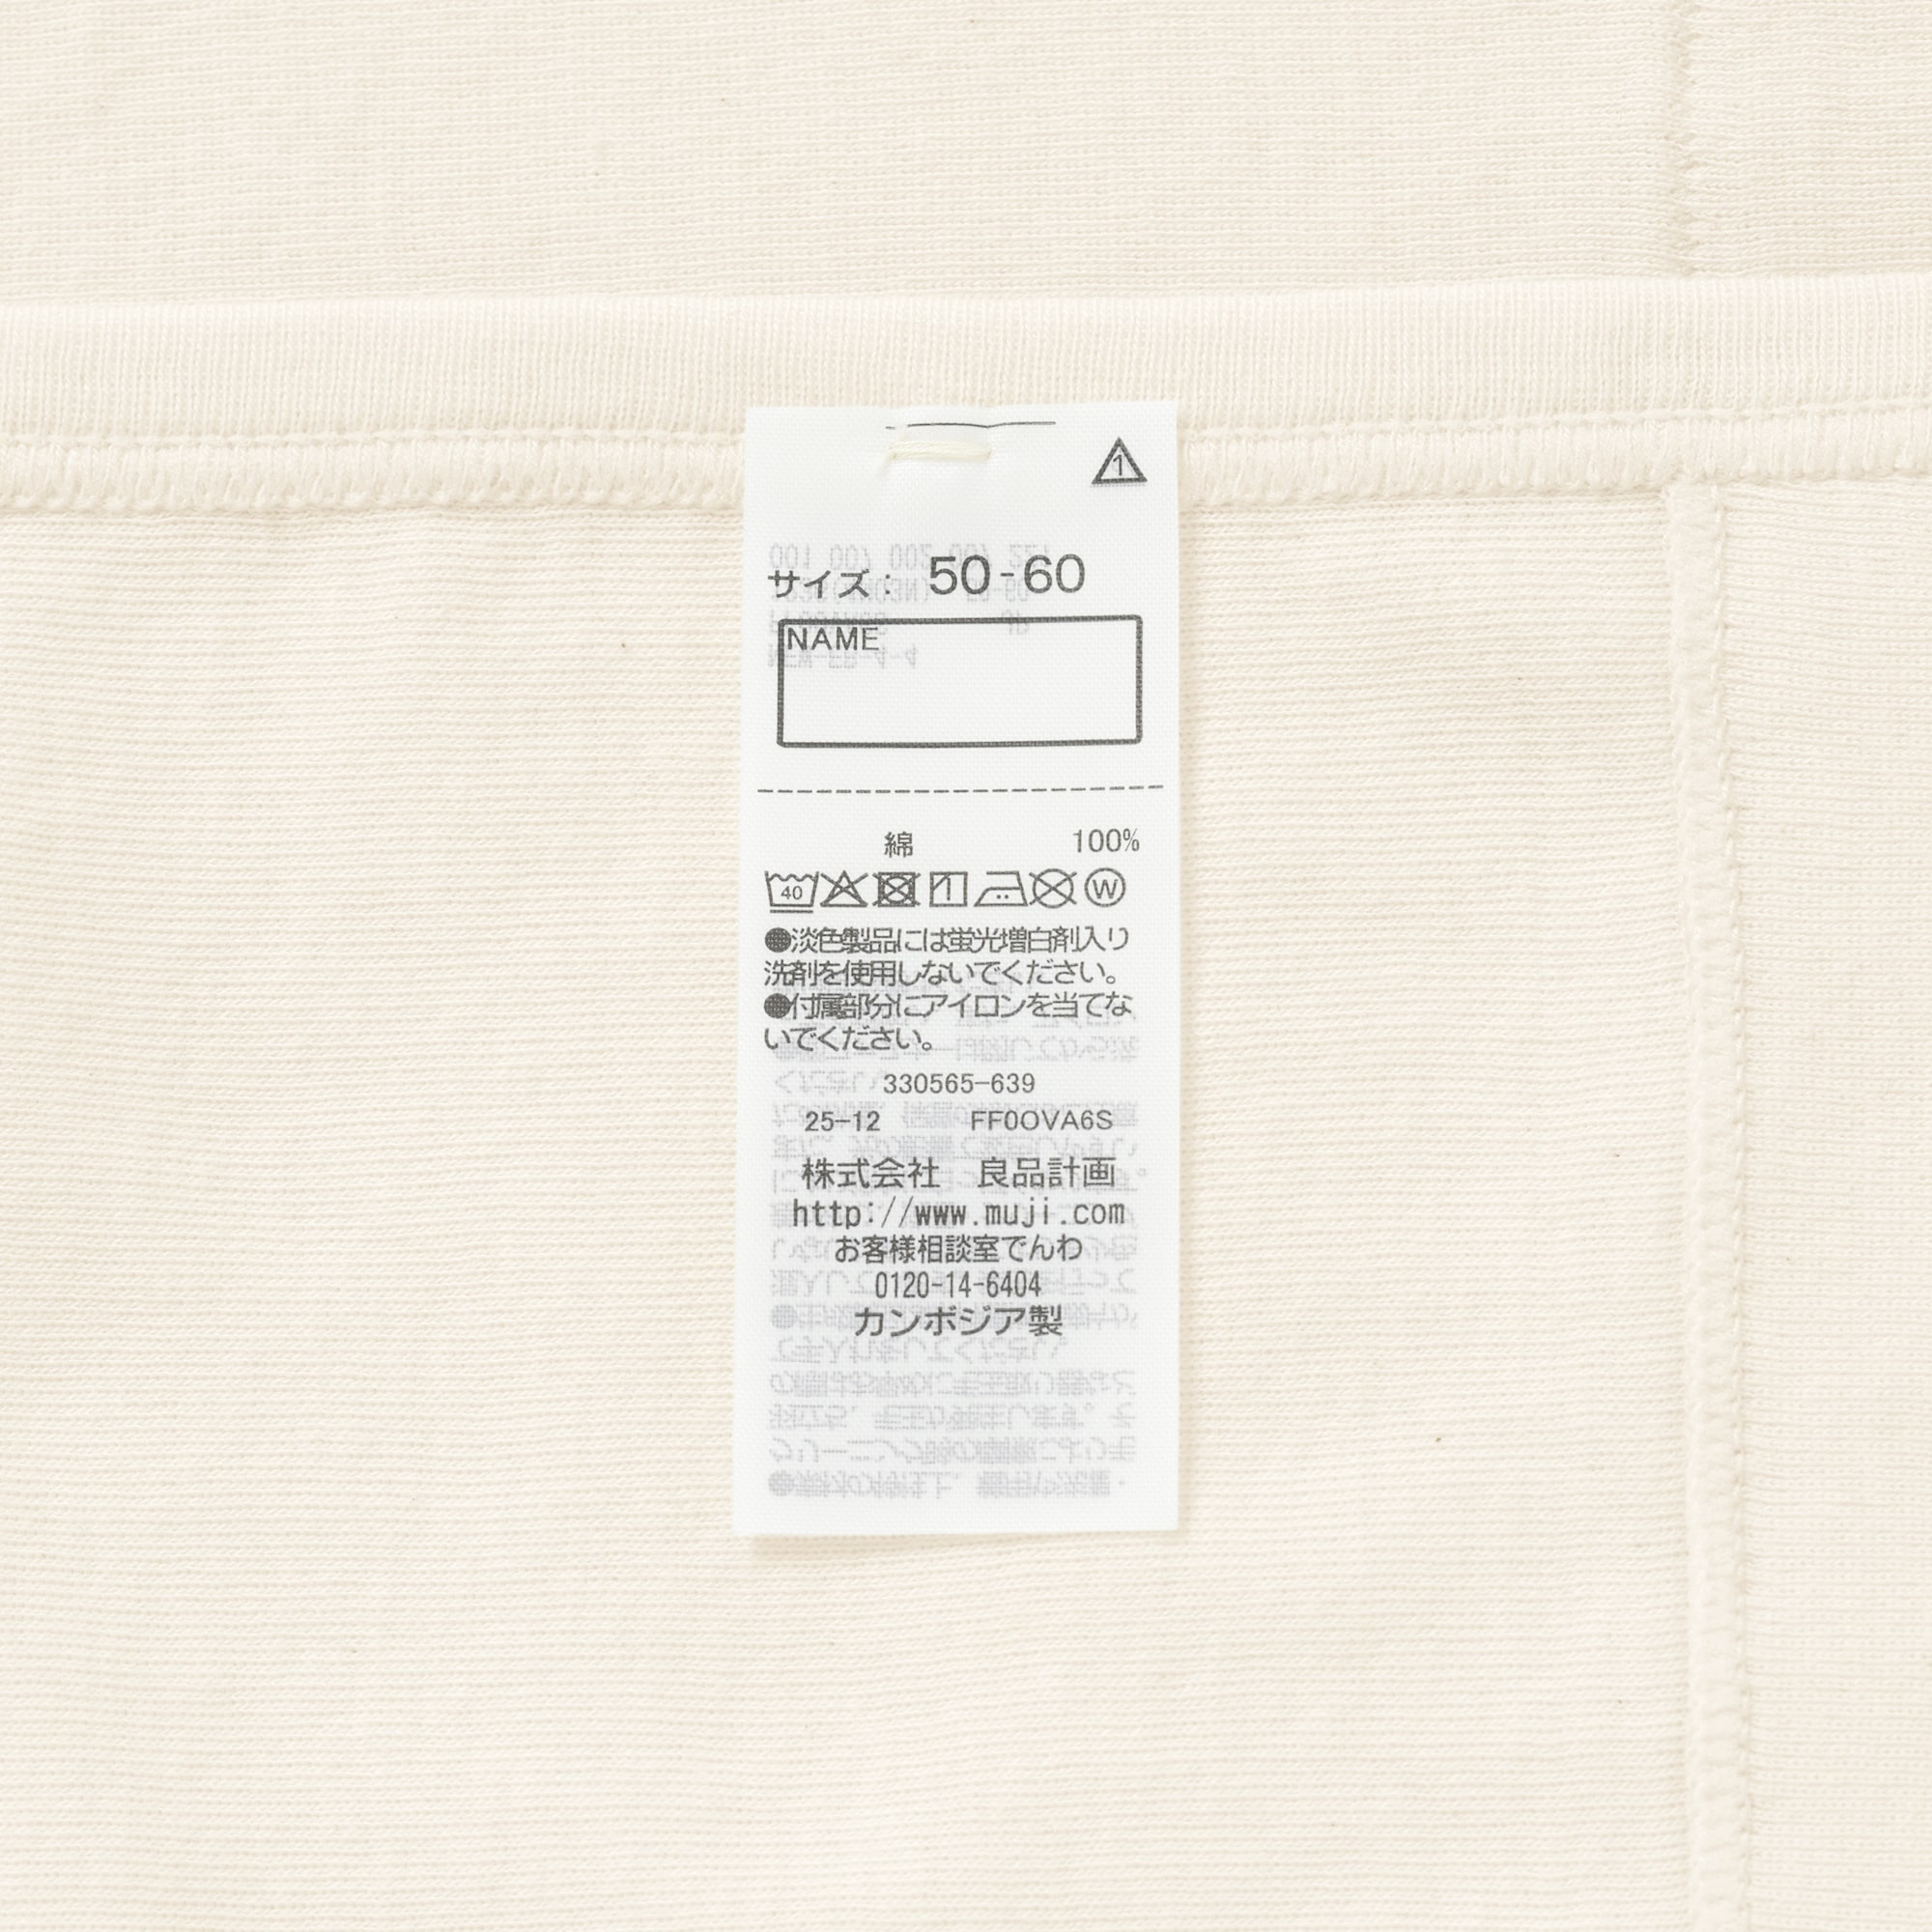 1
サイズ： 50-60
NAME
綿 100%
40 W
●淡色製品には蛍光増白剤入り
洗剤を使用しないでください。
●付属部分にアイロンを当てな
いでください。
330565-639
25-12 FF0OVA6S
株式会社 良品計画
http://www.muji.com
お客様相談室でんわ
0120-14-6404
カンボジア製